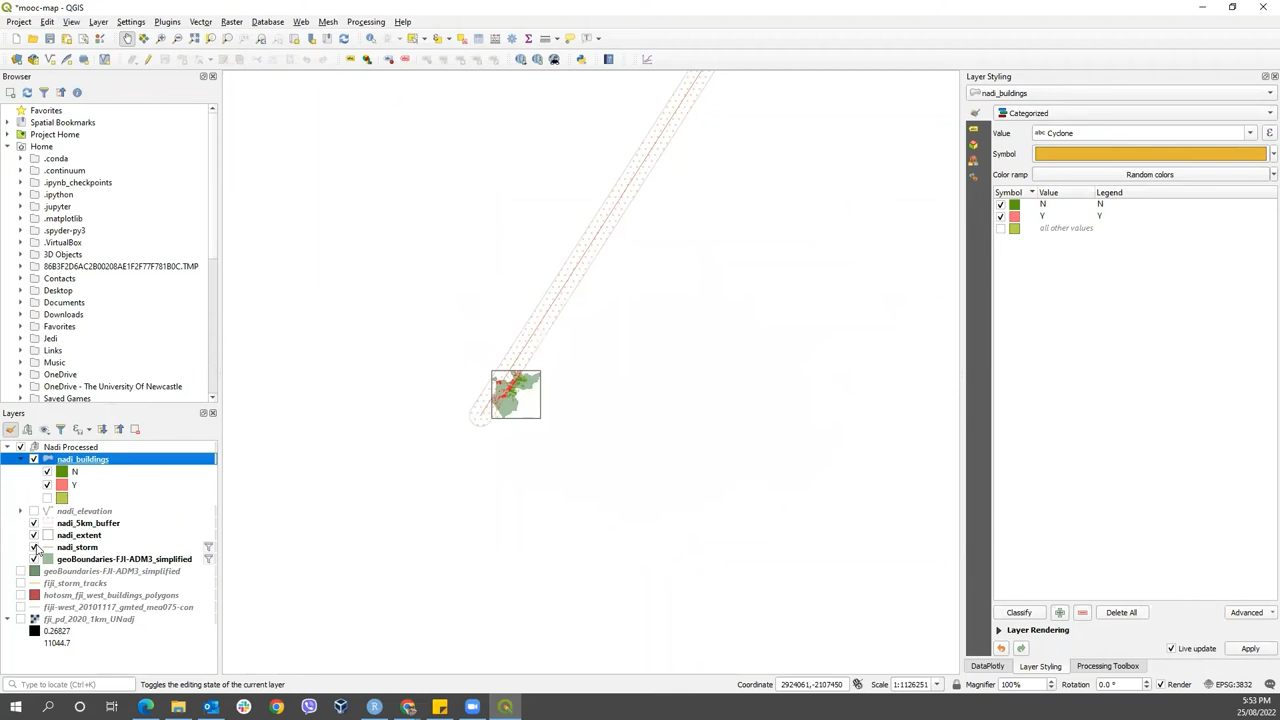 *mooc-map - QGIS
Project Edit View Layer Settings Plugins Vector Raster Database Web Mesh Processing Help
Browser
Favorites
Spatial Bookmarks
Project Home
Home
.conda
.continuum
.ipynb_checkpoints
.ipython
.jupyter
.matplotlib
.spyder-py3
.VirtualBox
3D Objects
86B3F2D6AC2B00208AE1F2F77F781B0C.TMP
Contacts
Desktop
Documents
Downloads
Favorites
Jedi
Links
Music
OneDrive
OneDrive - The University Of Newcastle
Saved Games
Layers
Nadi Processed
nadi_buildings
N
Y
nadi_elevation
nadi_5km_buffer
nadi_extent
nadi_storm
geoBoundaries-FJI-ADM3_simplified
geoBoundaries-FJI-ADM3_simplified
fiji_storm_tracks
hotosm_fji_west_buildings_polygons
fiji-west_20101117_gmted_mea075-con
fji_pd_2020_1km_UNadj
0.26827
11044.7
Layer Styling
nadi_buildings
Categorized
Value abc Cyclone
Symbol
Color ramp Random colors
Symbol Value Legend
N N
Y Y
all other values
Classify Delete All Advanced
Layer Rendering
Live update Apply
DataPlotly Layer Styling Processing Toolbox
Type to locate (Ctrl+K) Toggles the editing state of the current layer Coordinate 2924061,-2107450 Scale 1:1126251 Magnifier 100% Rotation 0.0 ° Render EPSG:3832
5:53 PM
25/08/2022